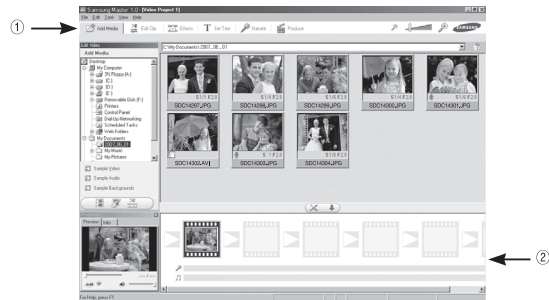 Samsung Master 1.0- [Video Project 1]
File Edit Tools View Help
① Add Media Edit Clip Effects T Set Text Narrate Produce SAMSUNG
Edit Video
Add Media
C:\My Documents\2007_06_01
Desktop
My Computer
3½ Floppy (A:)
(C:)
(D:)
(E:)
Removable Disk (F:)
Printers
Control Panel
Dial-Up Networking
Scheduled Tasks
Web Folders
My Documents
2007_06_01
My Music
My Pictures
Sample Video
Sample Audio
Sample Backgrounds
SDC14298.JPG
SDC14299.JPG
SDC14300.JPG
SDC14301.JPG
SDC14302.AVI
SDC14303.JPG
SDC14304.JPG
Preview Info
②
For Help, press F1